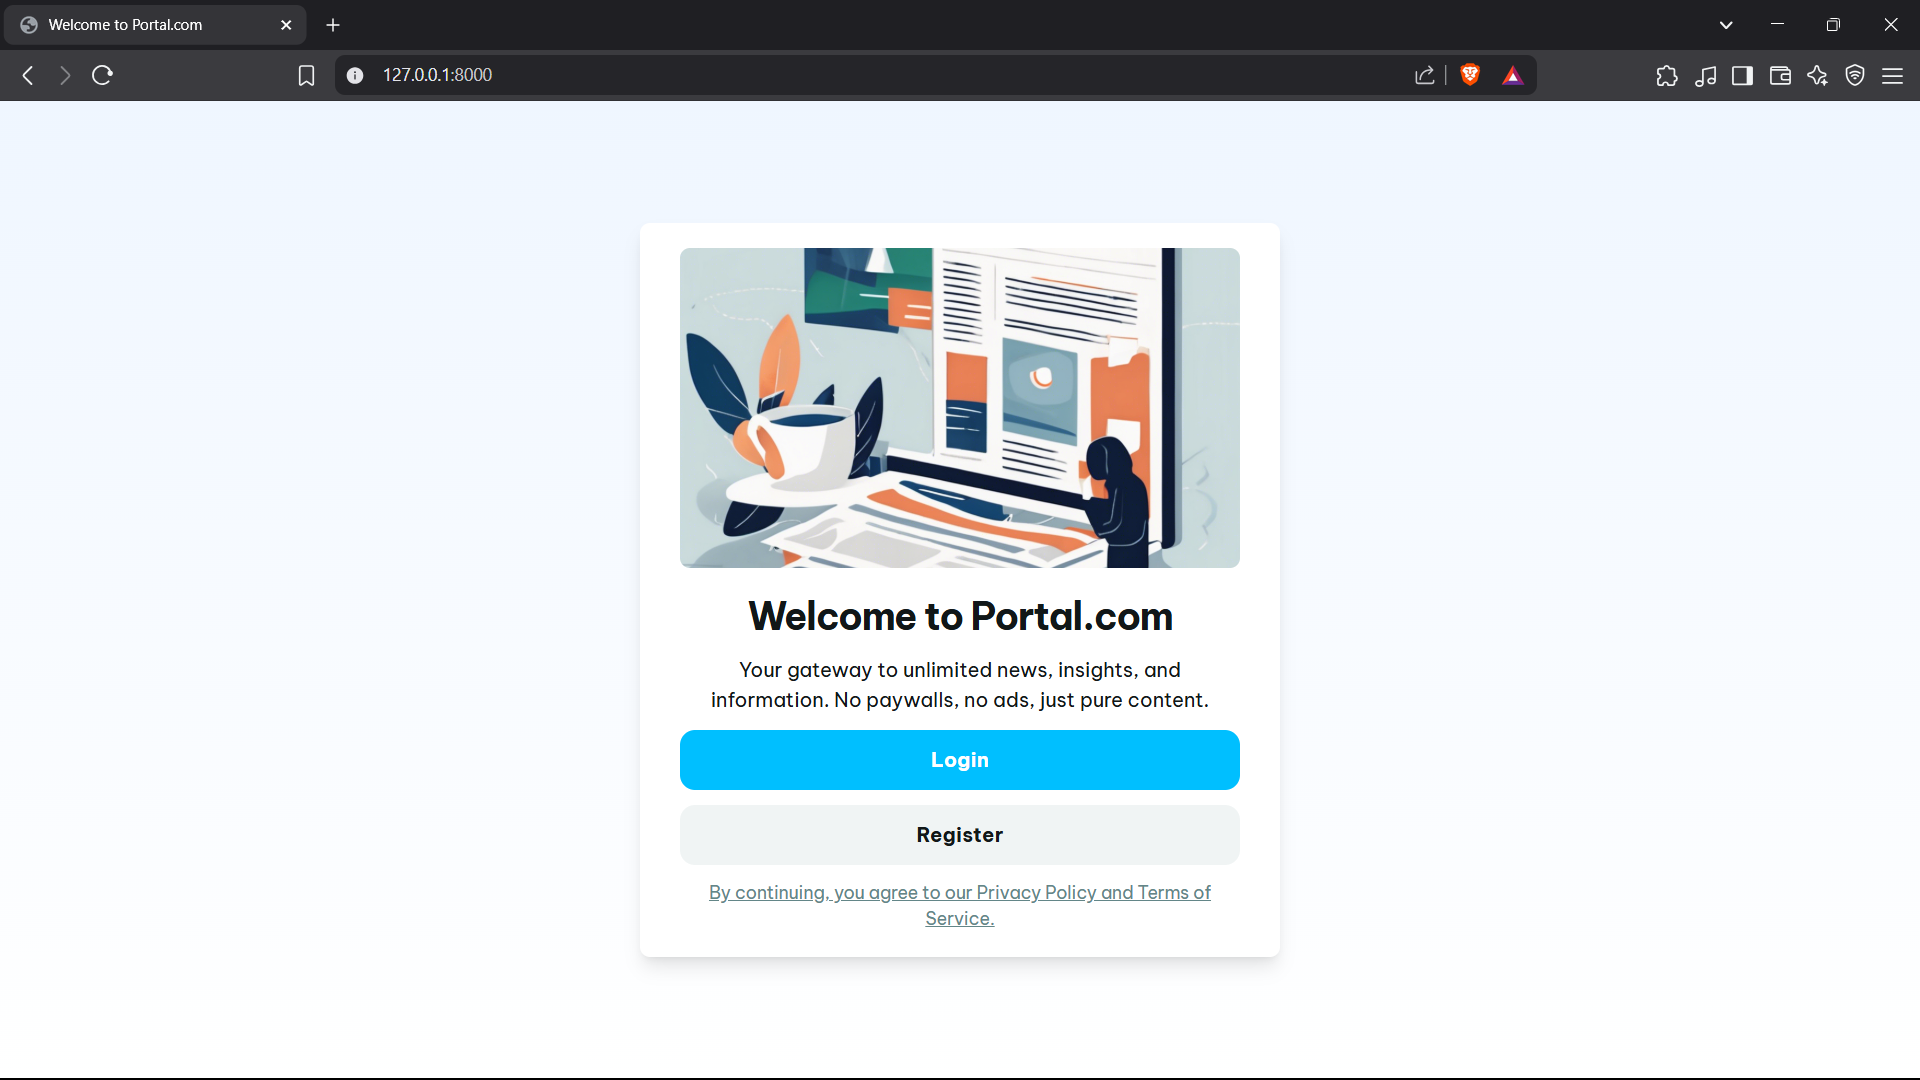 Welcome to Portal.com
127.0.0.1:8000
Welcome to Portal.com
Your gateway to unlimited news, insights, and
information. No paywalls, no ads, just pure content.
Login
Register
By continuing, you agree to our Privacy Policy and Terms of
Service.